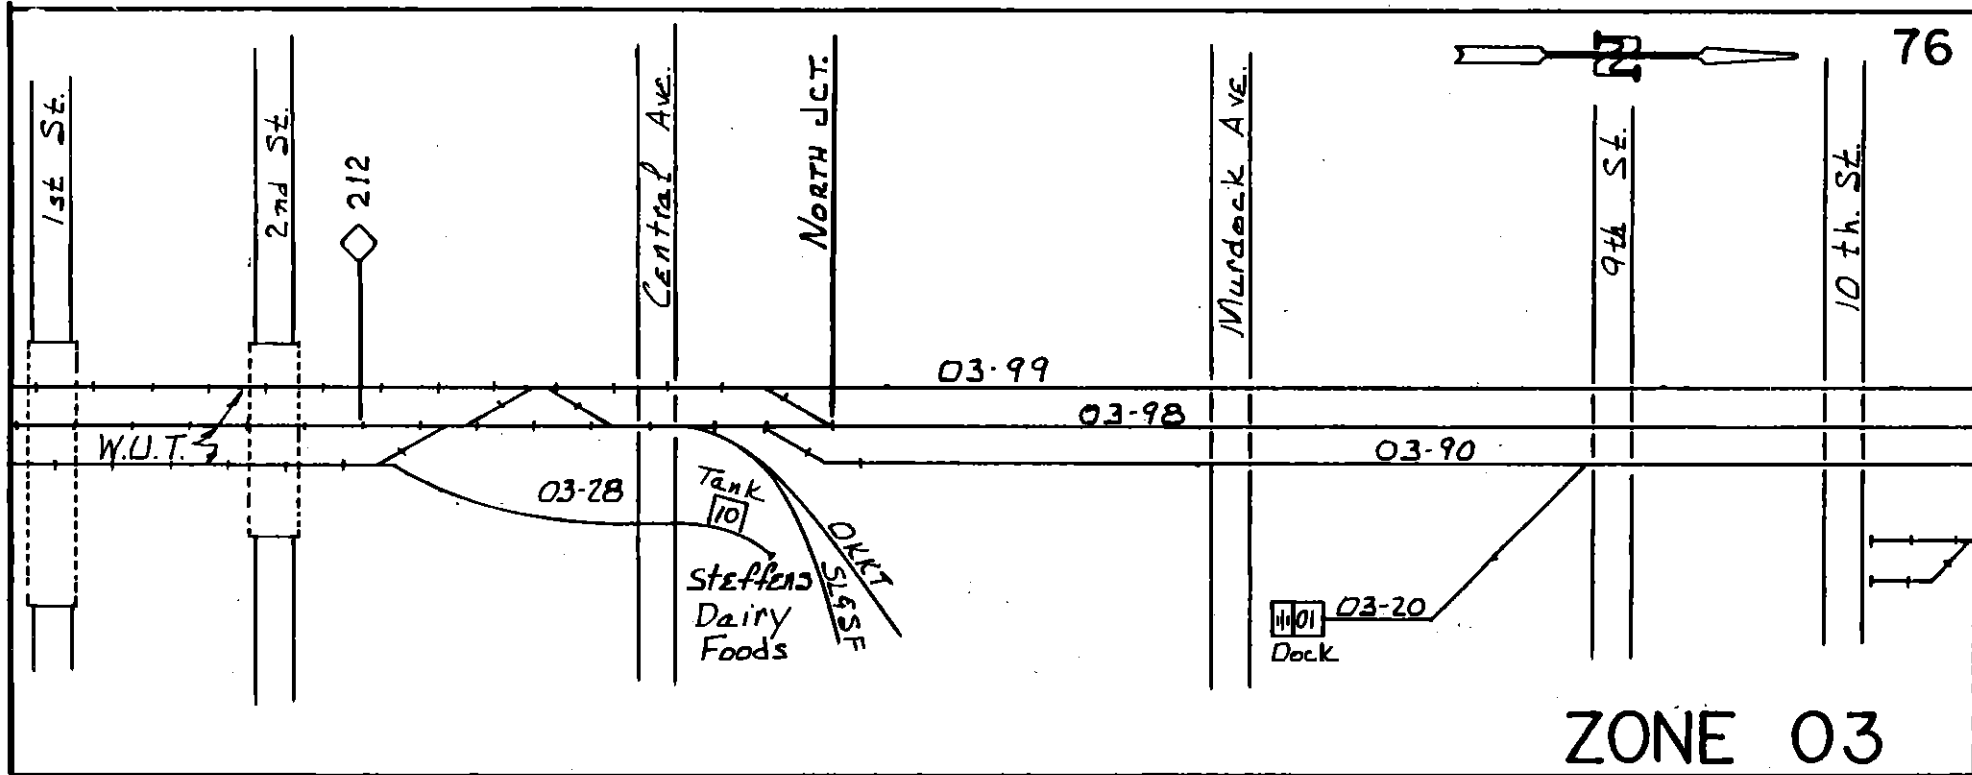 76
N
1st St.
2nd St.
212
Central Ave.
NORTH JCT.
Murdock AVE.
9th St.
10th. St.
03-99
03-98
W.U.T.
03-90
03-28
Tank
10
OKKT
SL&SF
Steffens
Dairy
Foods
01
03-20
Dock
ZONE 03